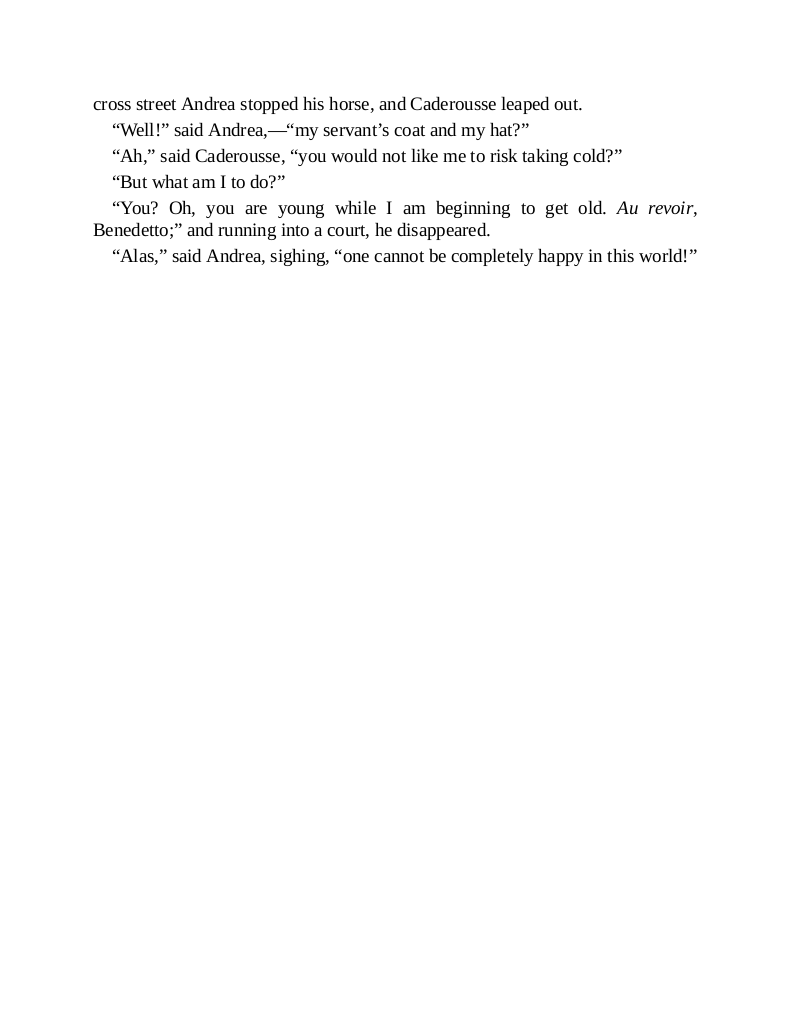 cross street Andrea stopped his horse, and Caderousse leaped out.
“Well!” said Andrea,—“my servant’s coat and my hat?”
“Ah,” said Caderousse, “you would not like me to risk taking cold?”
“But what am I to do?”
“You? Oh, you are young while I am beginning to get old. Au revoir,
Benedetto;” and running into a court, he disappeared.
“Alas,” said Andrea, sighing, “one cannot be completely happy in this world!”